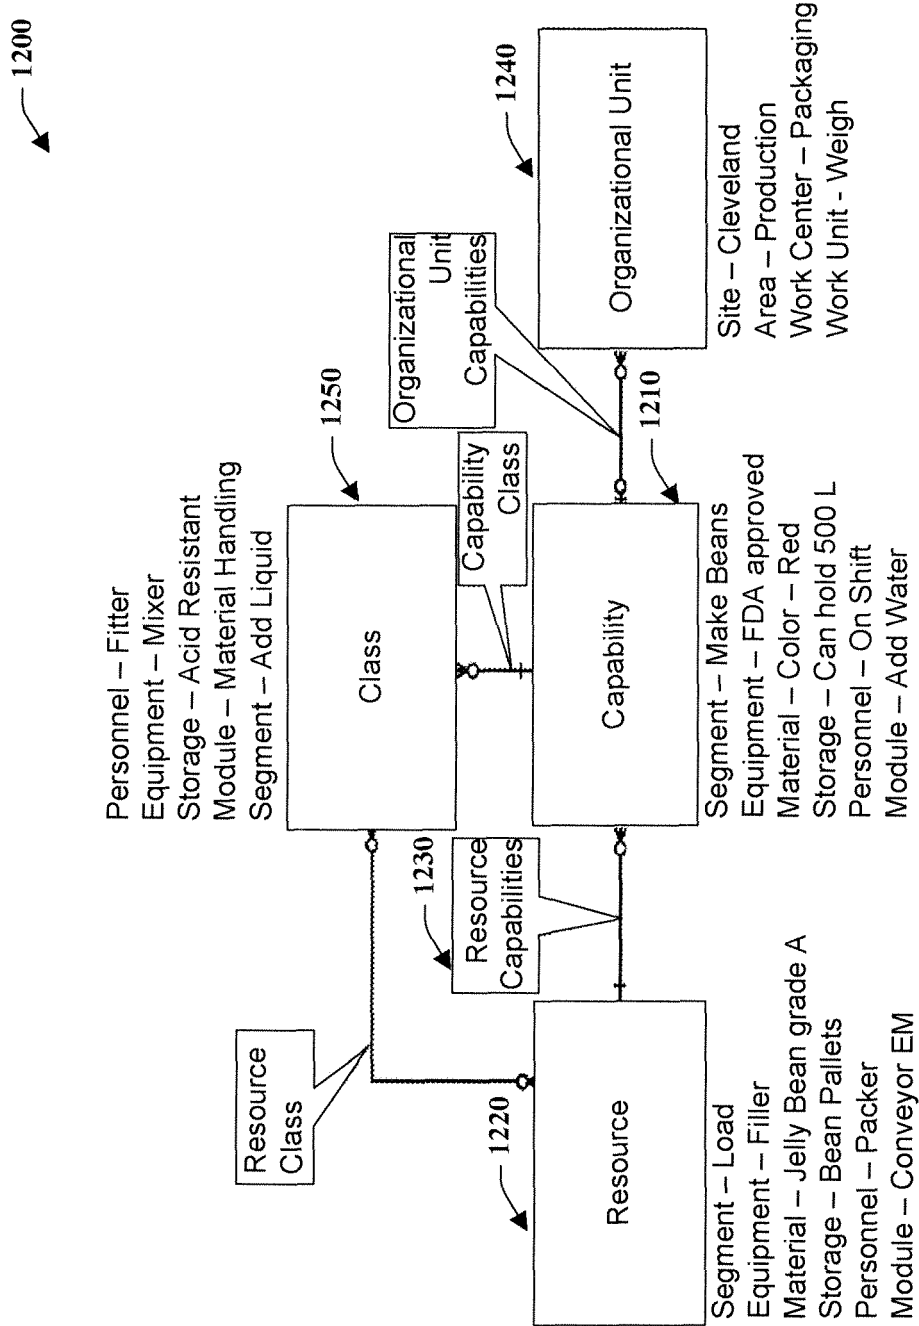 1200
Personnel – Fitter
Equipment – Mixer
Storage – Acid Resistant
Module – Material Handling
Segment – Add Liquid
1250
Class
Resource
Class
Capability
Class
Organizational
Unit
Capabilities
1240
Organizational Unit
Site – Cleveland
Area – Production
Work Center – Packaging
Work Unit - Weigh
1230
Resource
Capabilities
1210
Capability
Segment – Make Beans
Equipment – FDA approved
Material – Color – Red
Storage – Can hold 500 L
Personnel – On Shift
Module – Add Water
1220
Resource
Segment – Load
Equipment – Filler
Material – Jelly Bean grade A
Storage – Bean Pallets
Personnel – Packer
Module – Conveyor EM